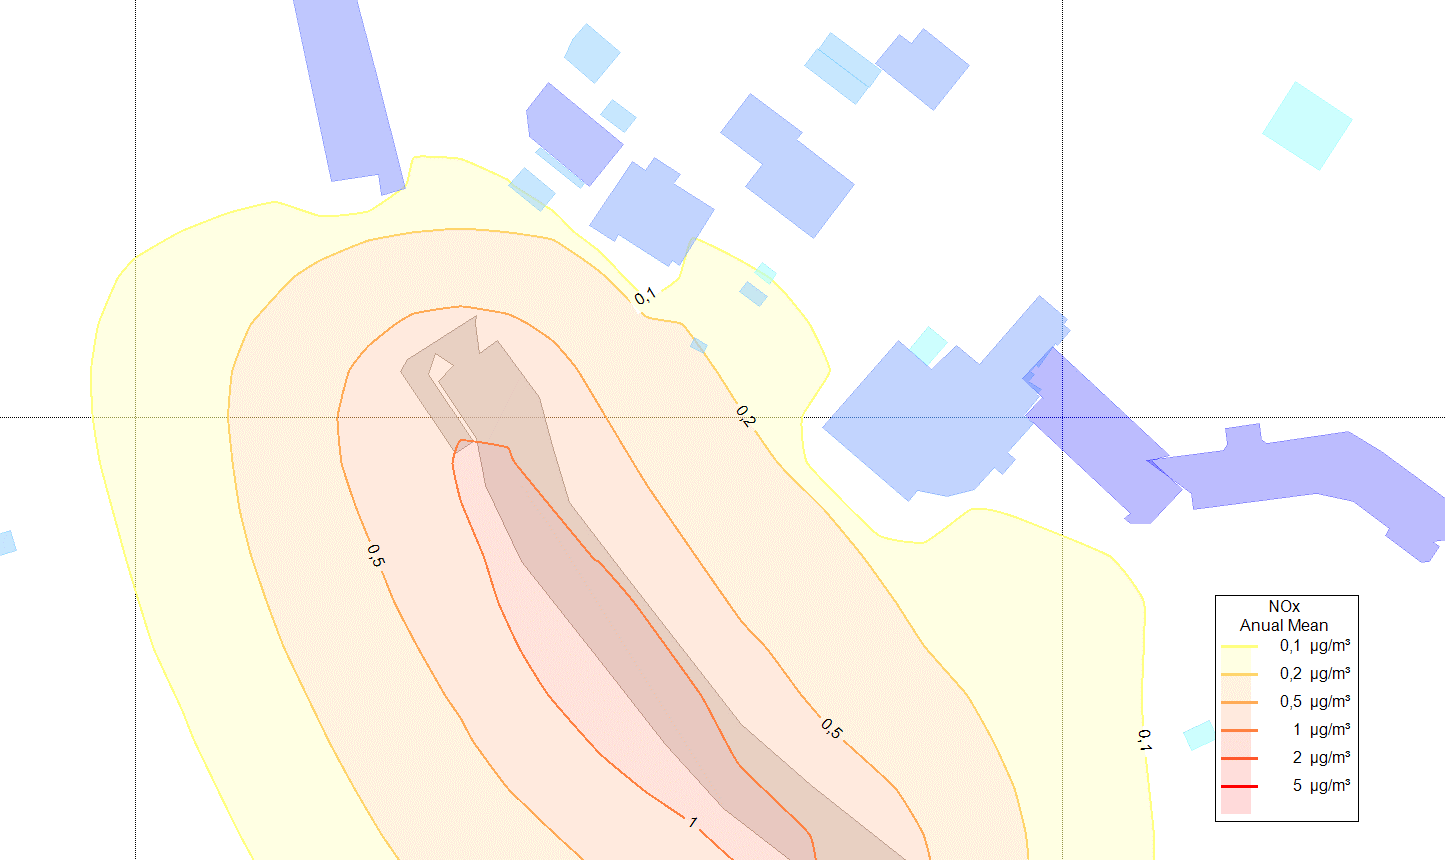 0,1
0,2
0,5
0,5
0,1
1
NOx
Anual Mean
0,1 µg/m³
0,2 µg/m³
0,5 µg/m³
1 µg/m³
2 µg/m³
5 µg/m³